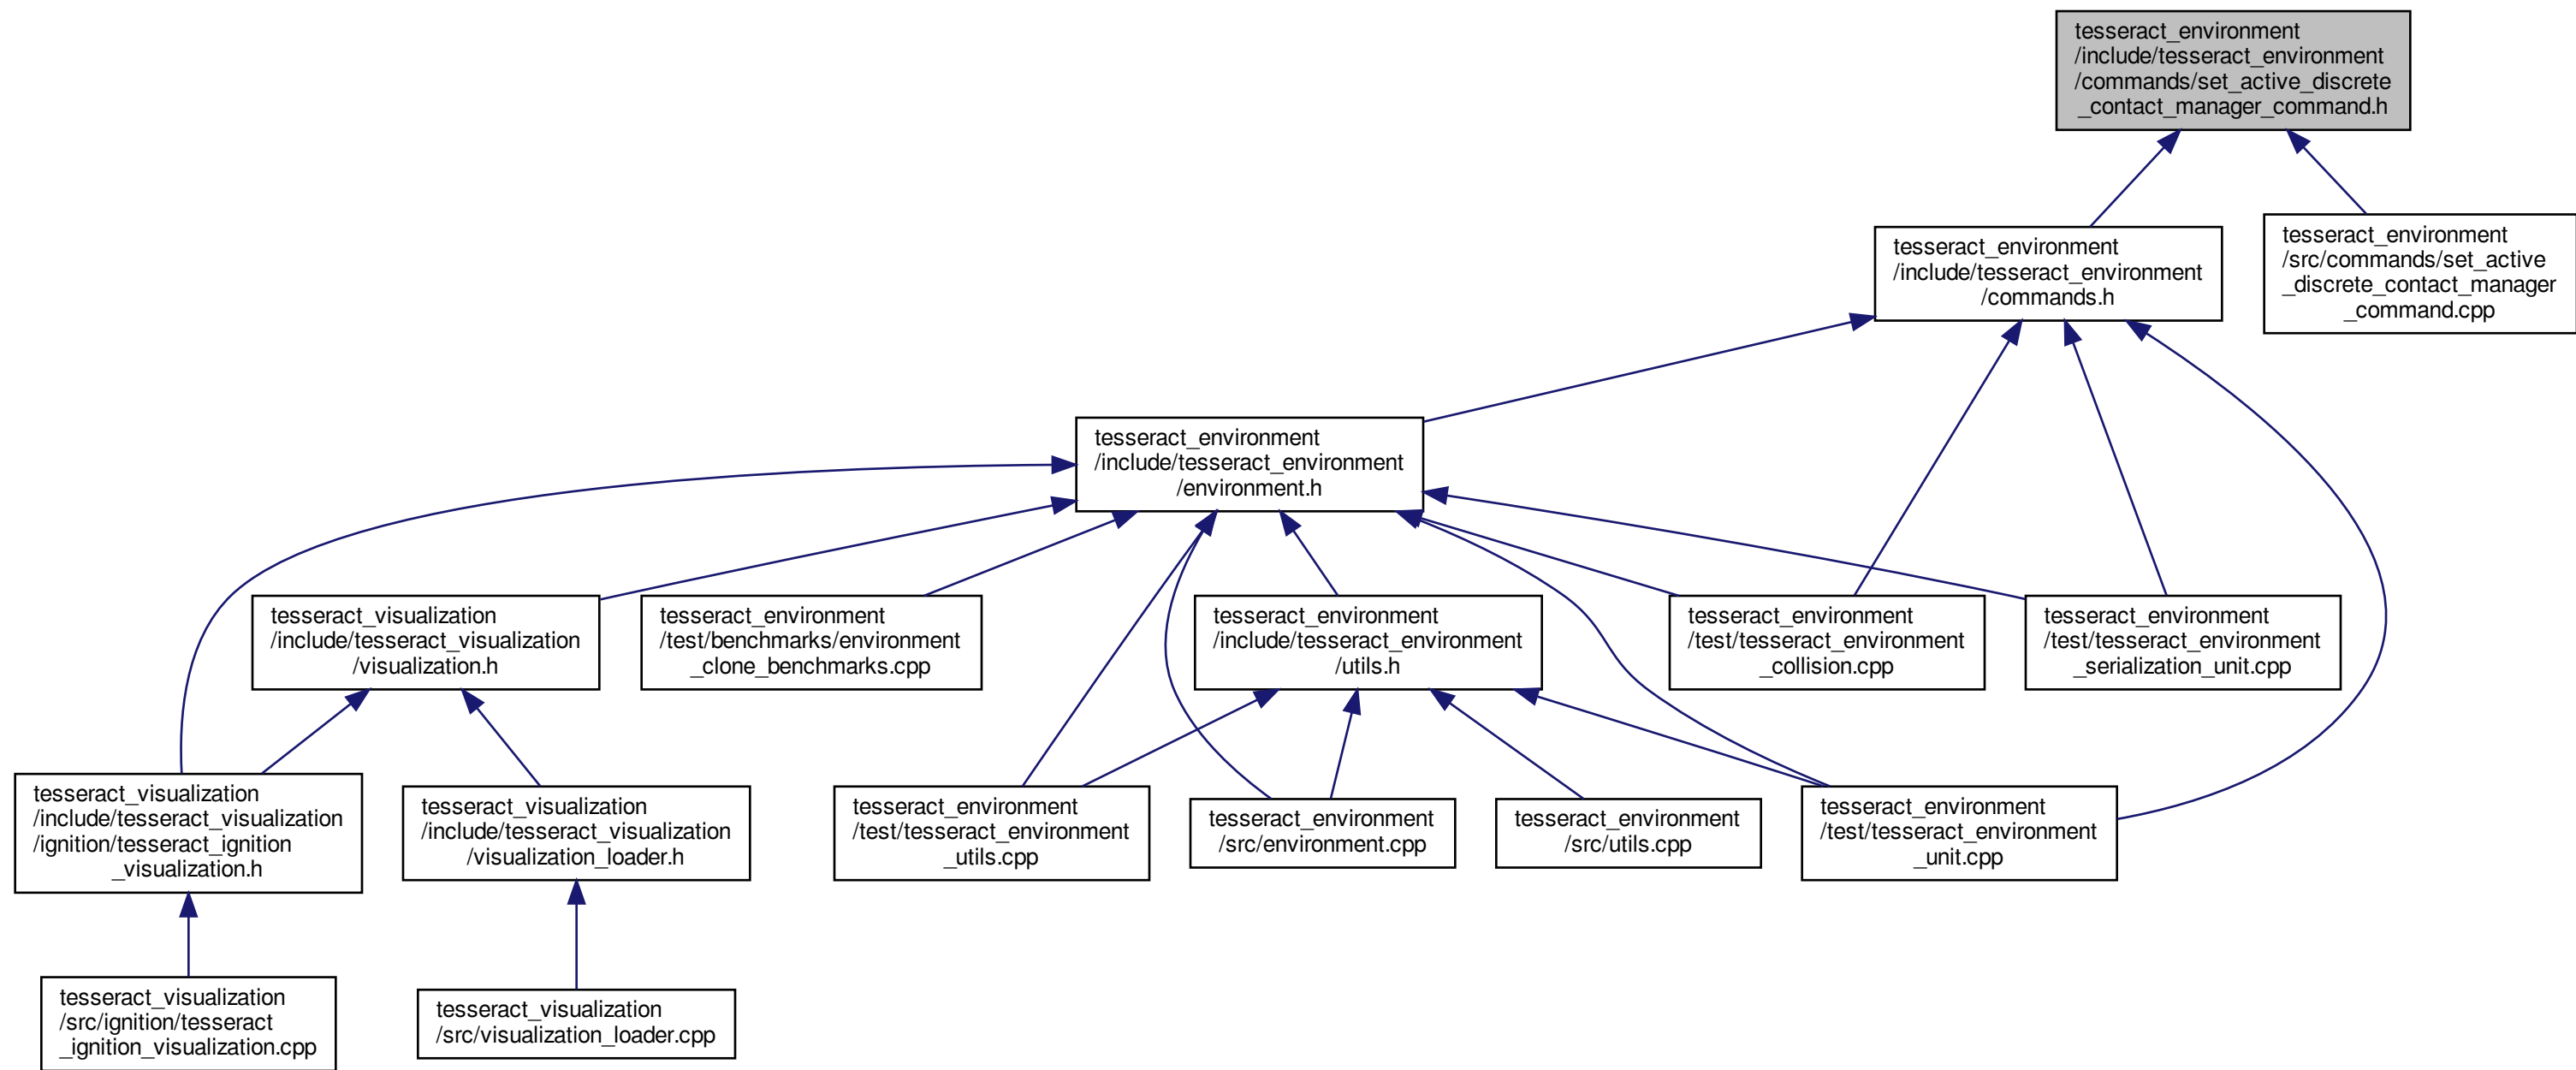 tesseract_environment
/include/tesseract_environment
/commands/set_active_discrete
_contact_manager_command.h
tesseract_environment
/include/tesseract_environment
/commands.h
tesseract_environment
/src/commands/set_active
_discrete_contact_manager
_command.cpp
tesseract_environment
/include/tesseract_environment
/environment.h
tesseract_visualization
/include/tesseract_visualization
/visualization.h
tesseract_environment
/test/benchmarks/environment
_clone_benchmarks.cpp
tesseract_environment
/include/tesseract_environment
/utils.h
tesseract_environment
/test/tesseract_environment
_collision.cpp
tesseract_environment
/test/tesseract_environment
_serialization_unit.cpp
tesseract_visualization
/include/tesseract_visualization
/ignition/tesseract_ignition
_visualization.h
tesseract_visualization
/include/tesseract_visualization
/visualization_loader.h
tesseract_environment
/test/tesseract_environment
_utils.cpp
tesseract_environment
/src/environment.cpp
tesseract_environment
/src/utils.cpp
tesseract_environment
/test/tesseract_environment
_unit.cpp
tesseract_visualization
/src/ignition/tesseract
_ignition_visualization.cpp
tesseract_visualization
/src/visualization_loader.cpp